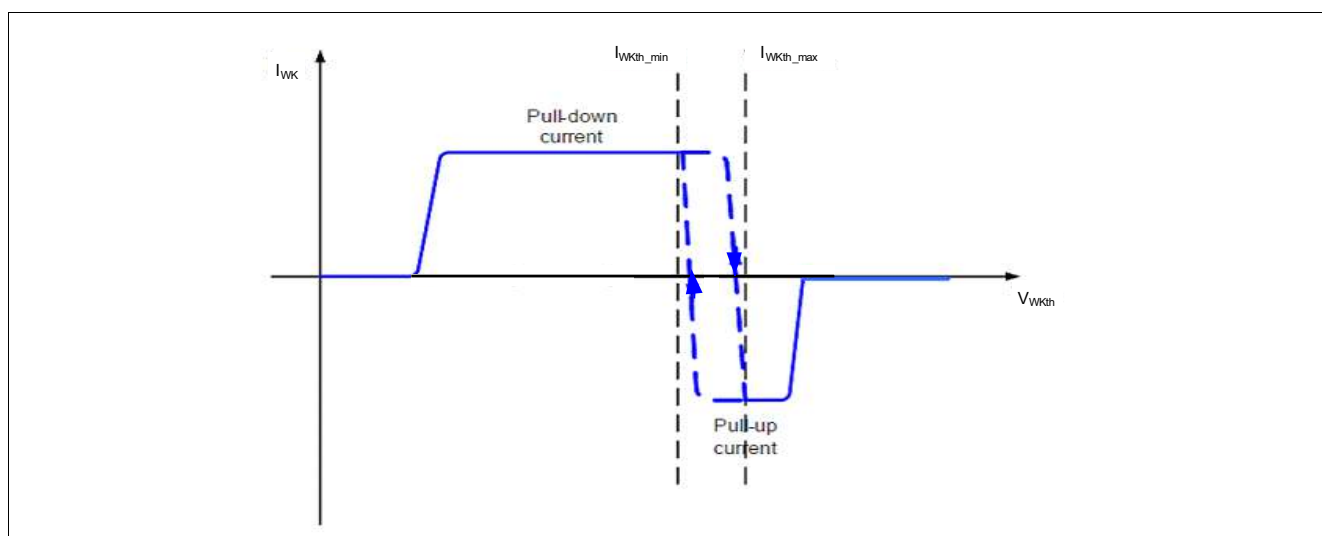 I_WKth_min
I_WKth_max
I_WK
Pull-down
current
V_WKth
Pull-up
current